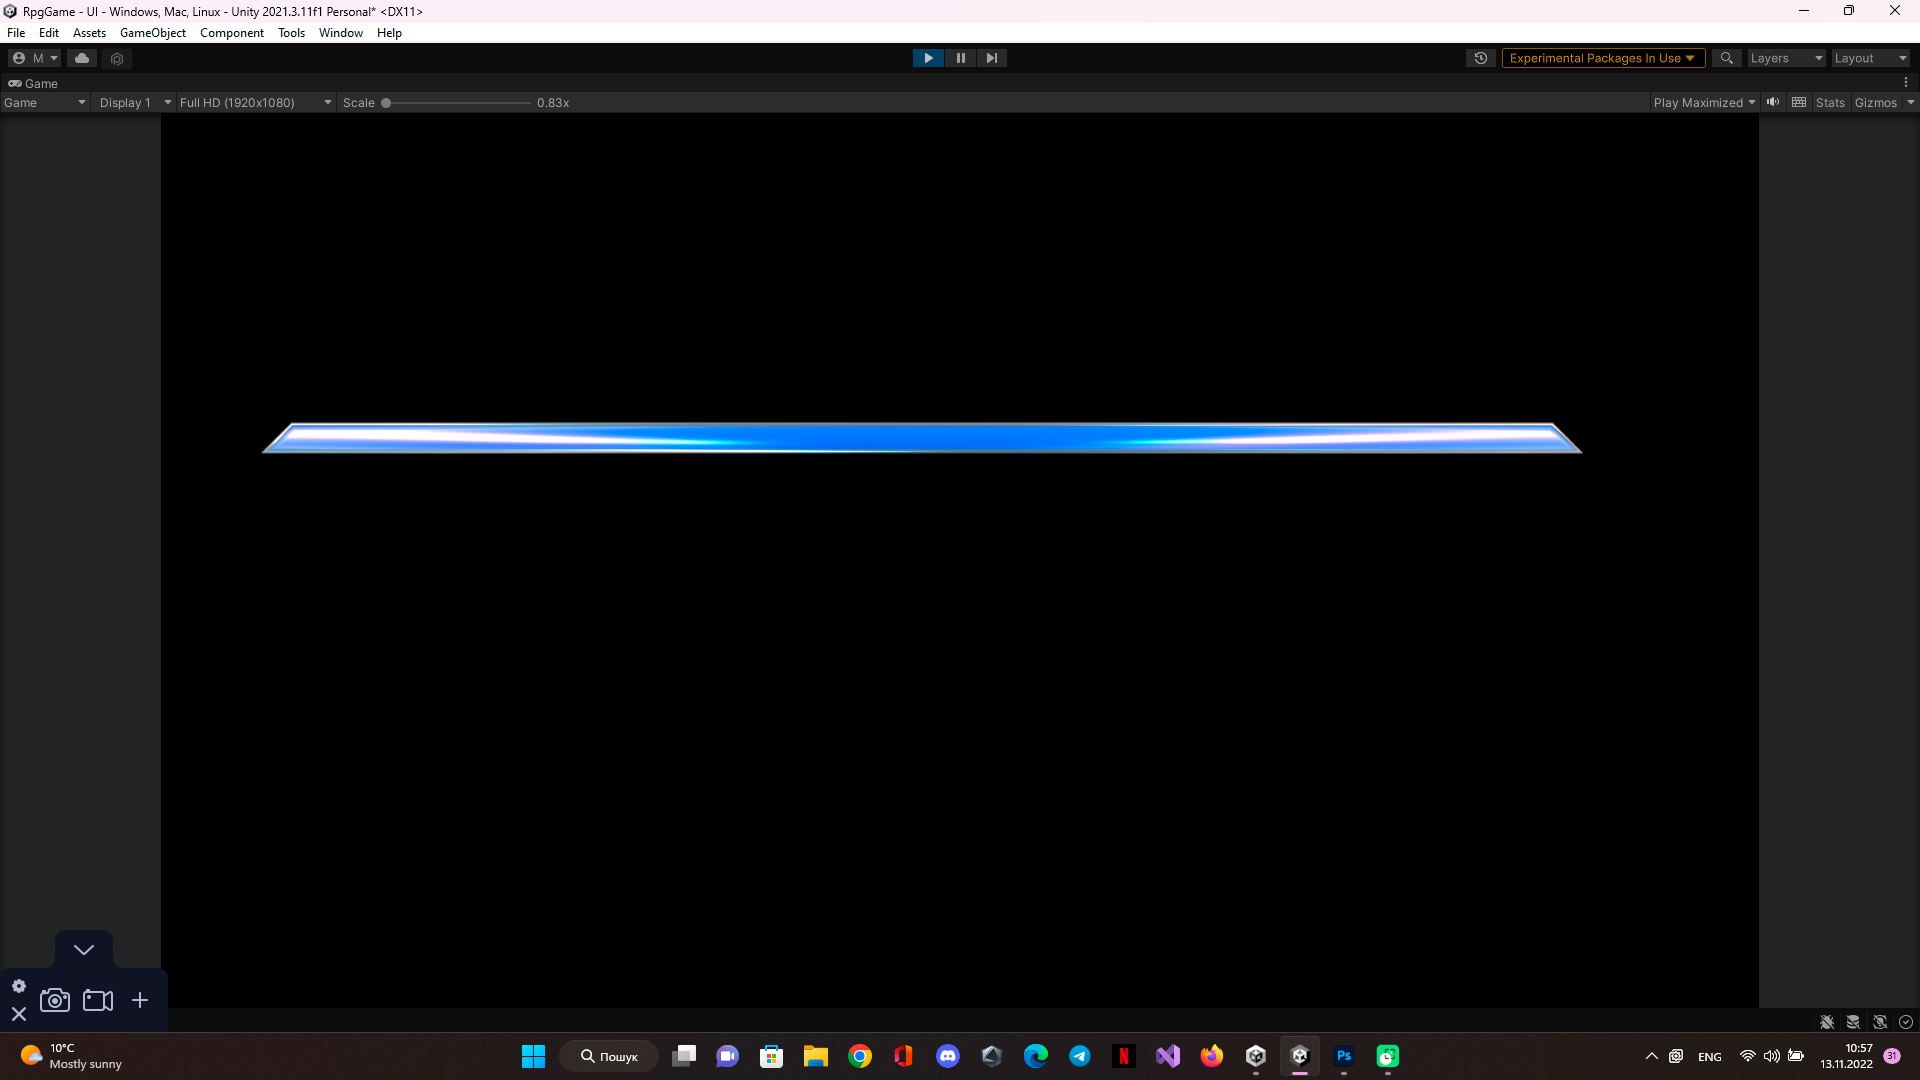 RpgGame - UI - Windows, Mac, Linux - Unity 2021.3.11f1 Personal* <DX11>
File Edit Assets GameObject Component Tools Window Help
M Experimental Packages In Use Layers Layout
Game
Game Display 1 Full HD (1920x1080) Scale 0.83x Play Maximized Stats Gizmos
10°C
Mostly sunny
Пошук
N
Ps
ENG
10:57
13.11.2022
31